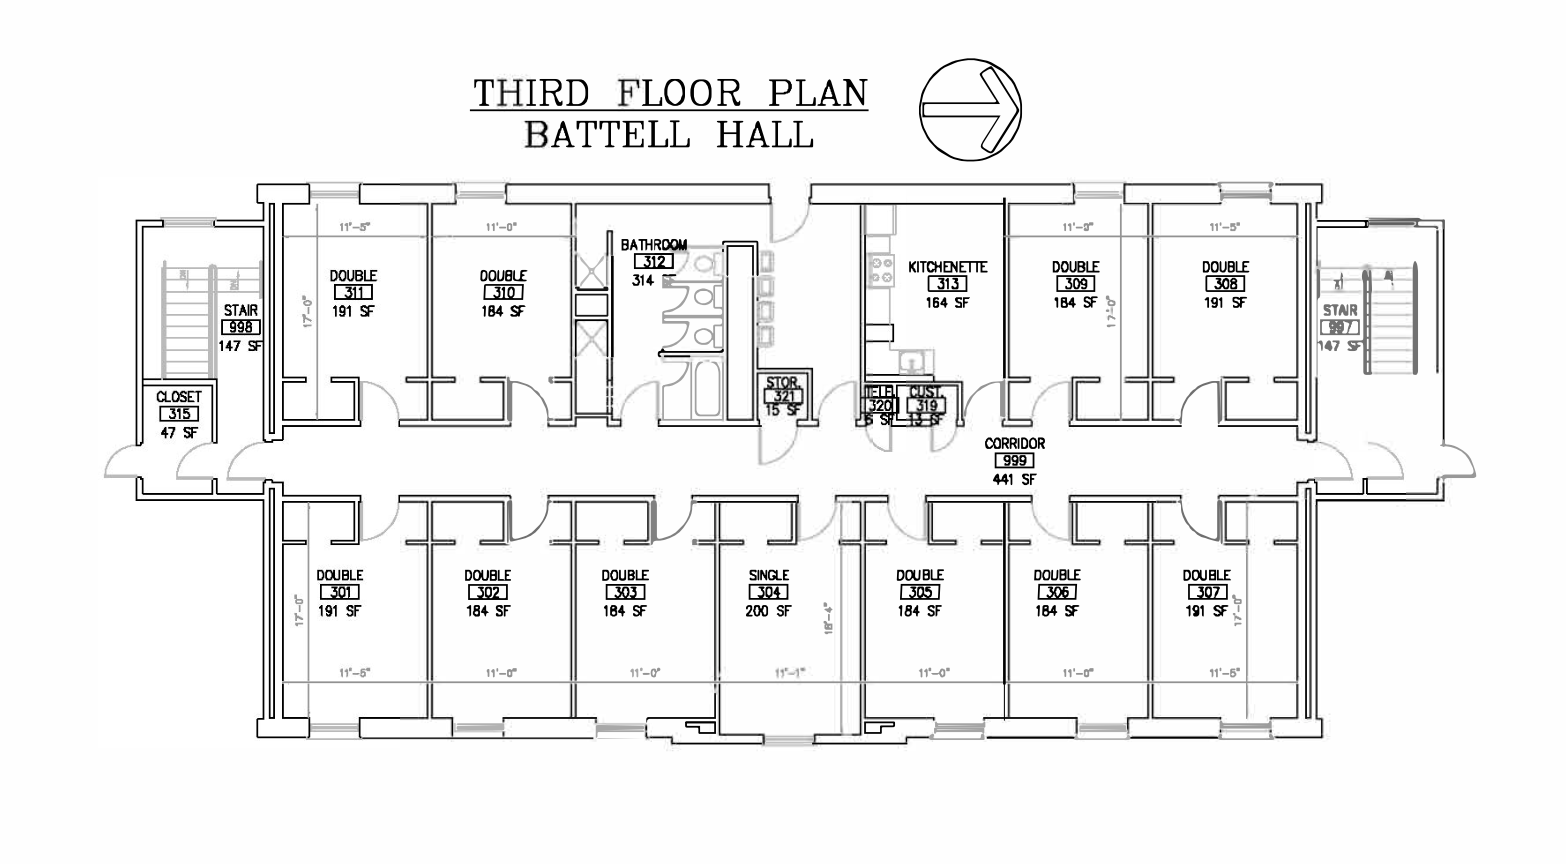 THIRD FLOOR PLAN
BATTELL HALL
11'-5"
11'-0"
11'-5"
BATHROOM
312
314 SF
DOUBLE
311
191 SF
DOUBLE
310
184 SF
KITCHENETTE
313
164 SF
DOUBLE
309
184 SF
DOUBLE
308
191 SF
17'-0"
17'-0"
STAIR
998
147 SF
STAIR
997
147 SF
DN
DN
CLOSET
315
47 SF
STOR.
321
15 SF
TELE.
320
CUST.
319
13 SF
CORRIDOR
999
441 SF
DOUBLE
301
191 SF
DOUBLE
302
184 SF
DOUBLE
303
184 SF
SINGLE
304
200 SF
DOUBLE
305
184 SF
DOUBLE
306
184 SF
DOUBLE
307
191 SF
17'-0"
18'-4"
17'-0"
11'-5"
11'-0"
11'-0"
11'-1"
11'-0"
11'-0"
11'-5"